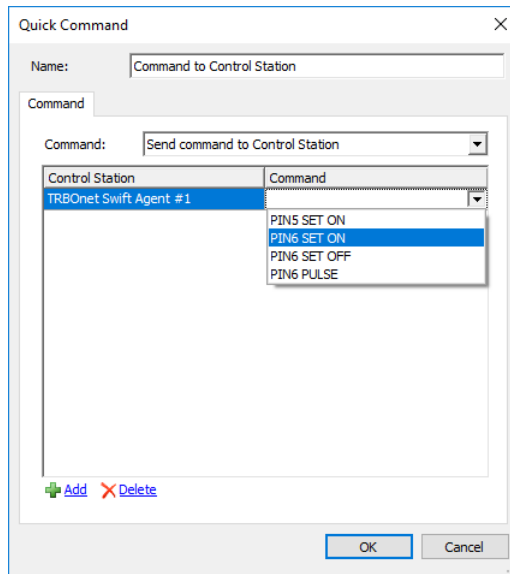 Quick Command
Name: Command to Control Station
Command
Command: Send command to Control Station
Control Station Command
TRBOnet Swift Agent #1
PIN5 SET ON
PIN6 SET ON
PIN6 SET OFF
PIN6 PULSE
Add Delete
OK Cancel